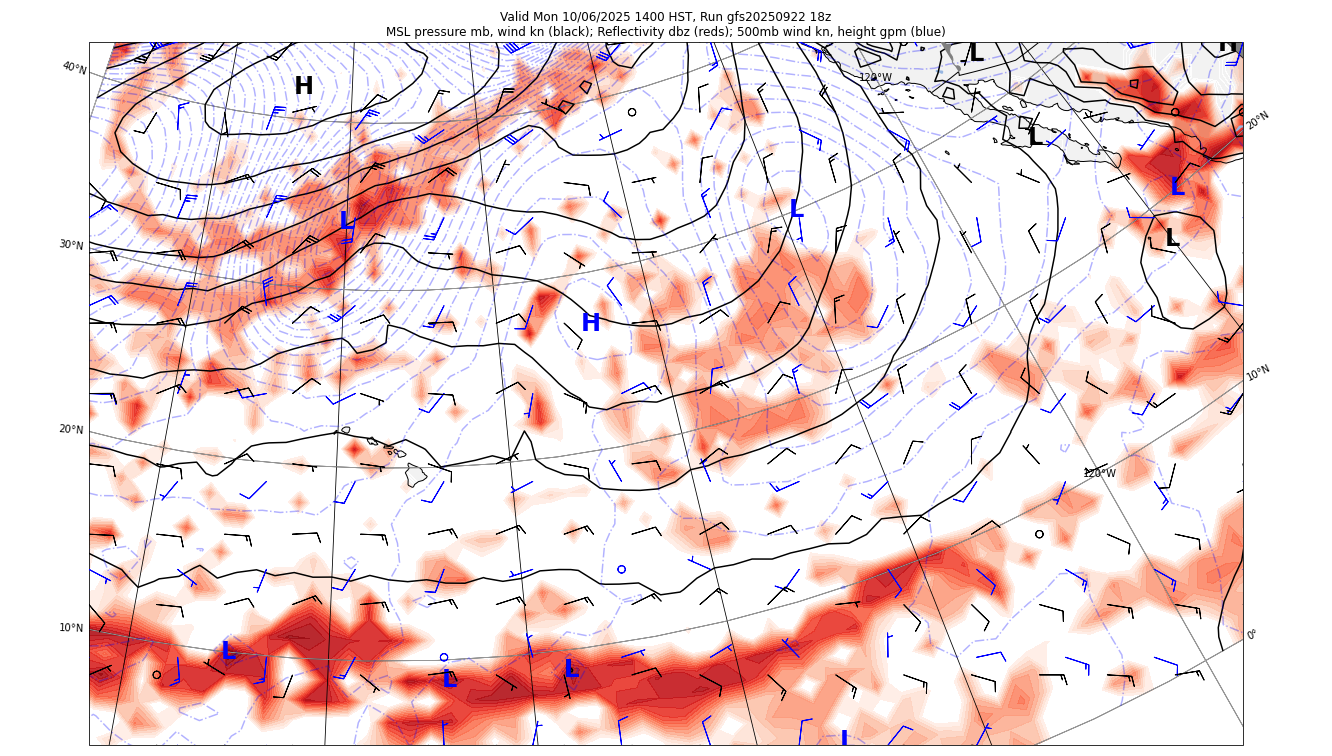 Valid Mon 10/06/2025 1400 HST, Run gfs20250922 18z
MSL pressure mb, wind kn (black); Reflectivity dbz (reds); 500mb wind kn, height gpm (blue)
H
L
40°N
120°W
H
20°N
L
L
L
L
L
30°N
H
10°N
20°N
120°W
10°N
0°
L
L
L
L